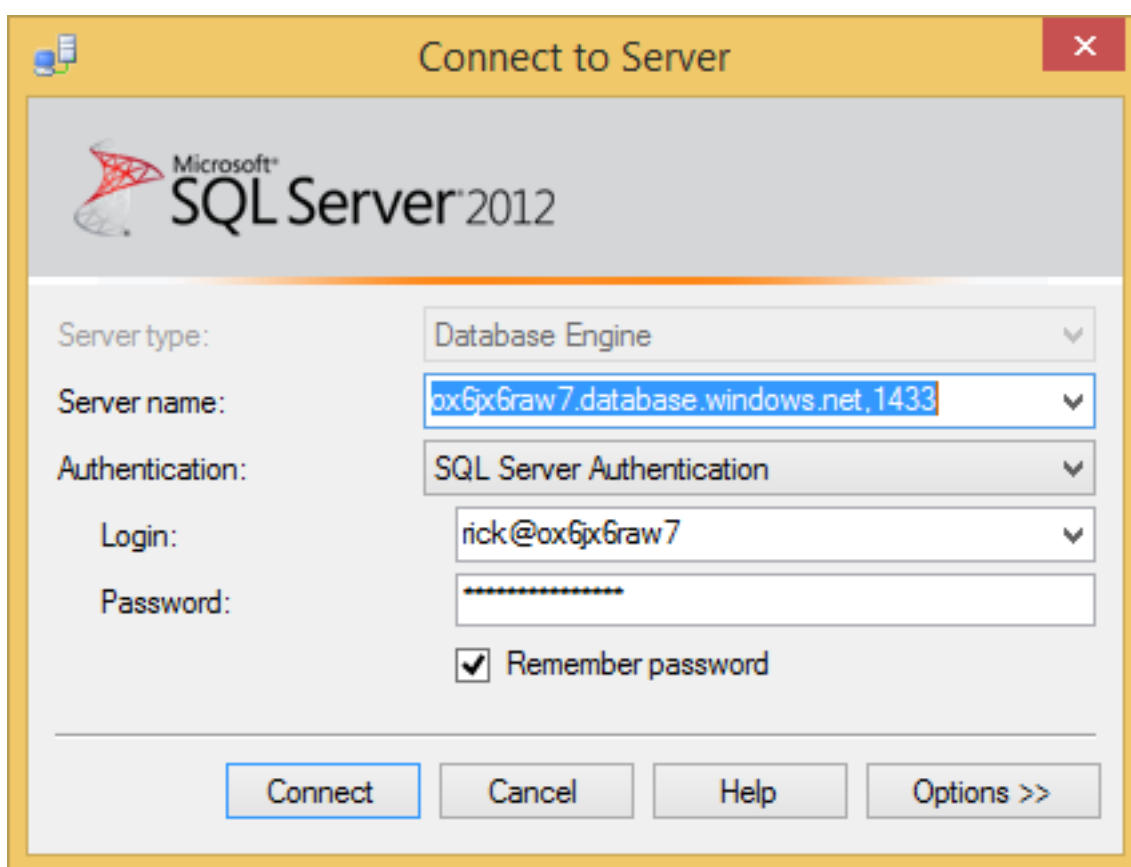 Connect to Server
Microsoft®
SQL Server® 2012
Server type: Database Engine
Server name: ox6jx6raw7.database.windows.net,1433
Authentication: SQL Server Authentication
Login: rick@ox6jx6raw7
Password: ***************
Remember password
Connect Cancel Help Options >>